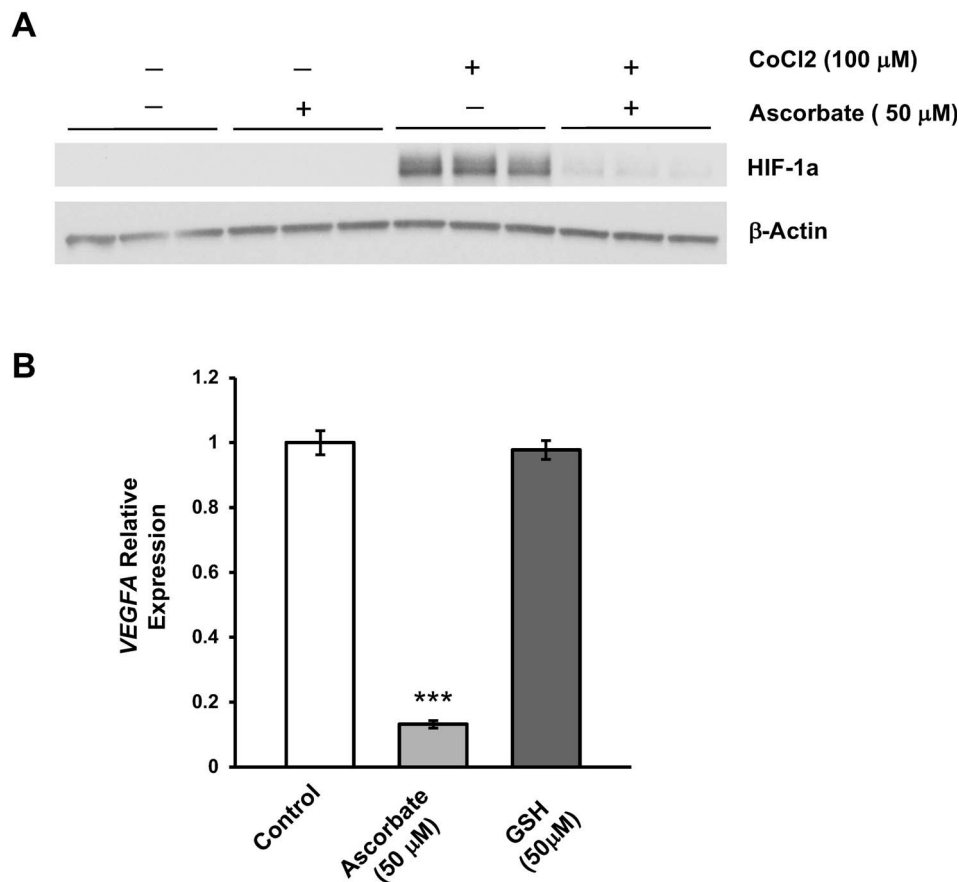 A
– – + + CoCl2 (100 μM)
– + – + Ascorbate ( 50 μM)
HIF-1a
β-Actin
B
1.2
1
0.8
0.6
0.4
0.2
0
VEGFA Relative
Expression
***
Control
Ascorbate
(50 μM)
GSH
(50μM)